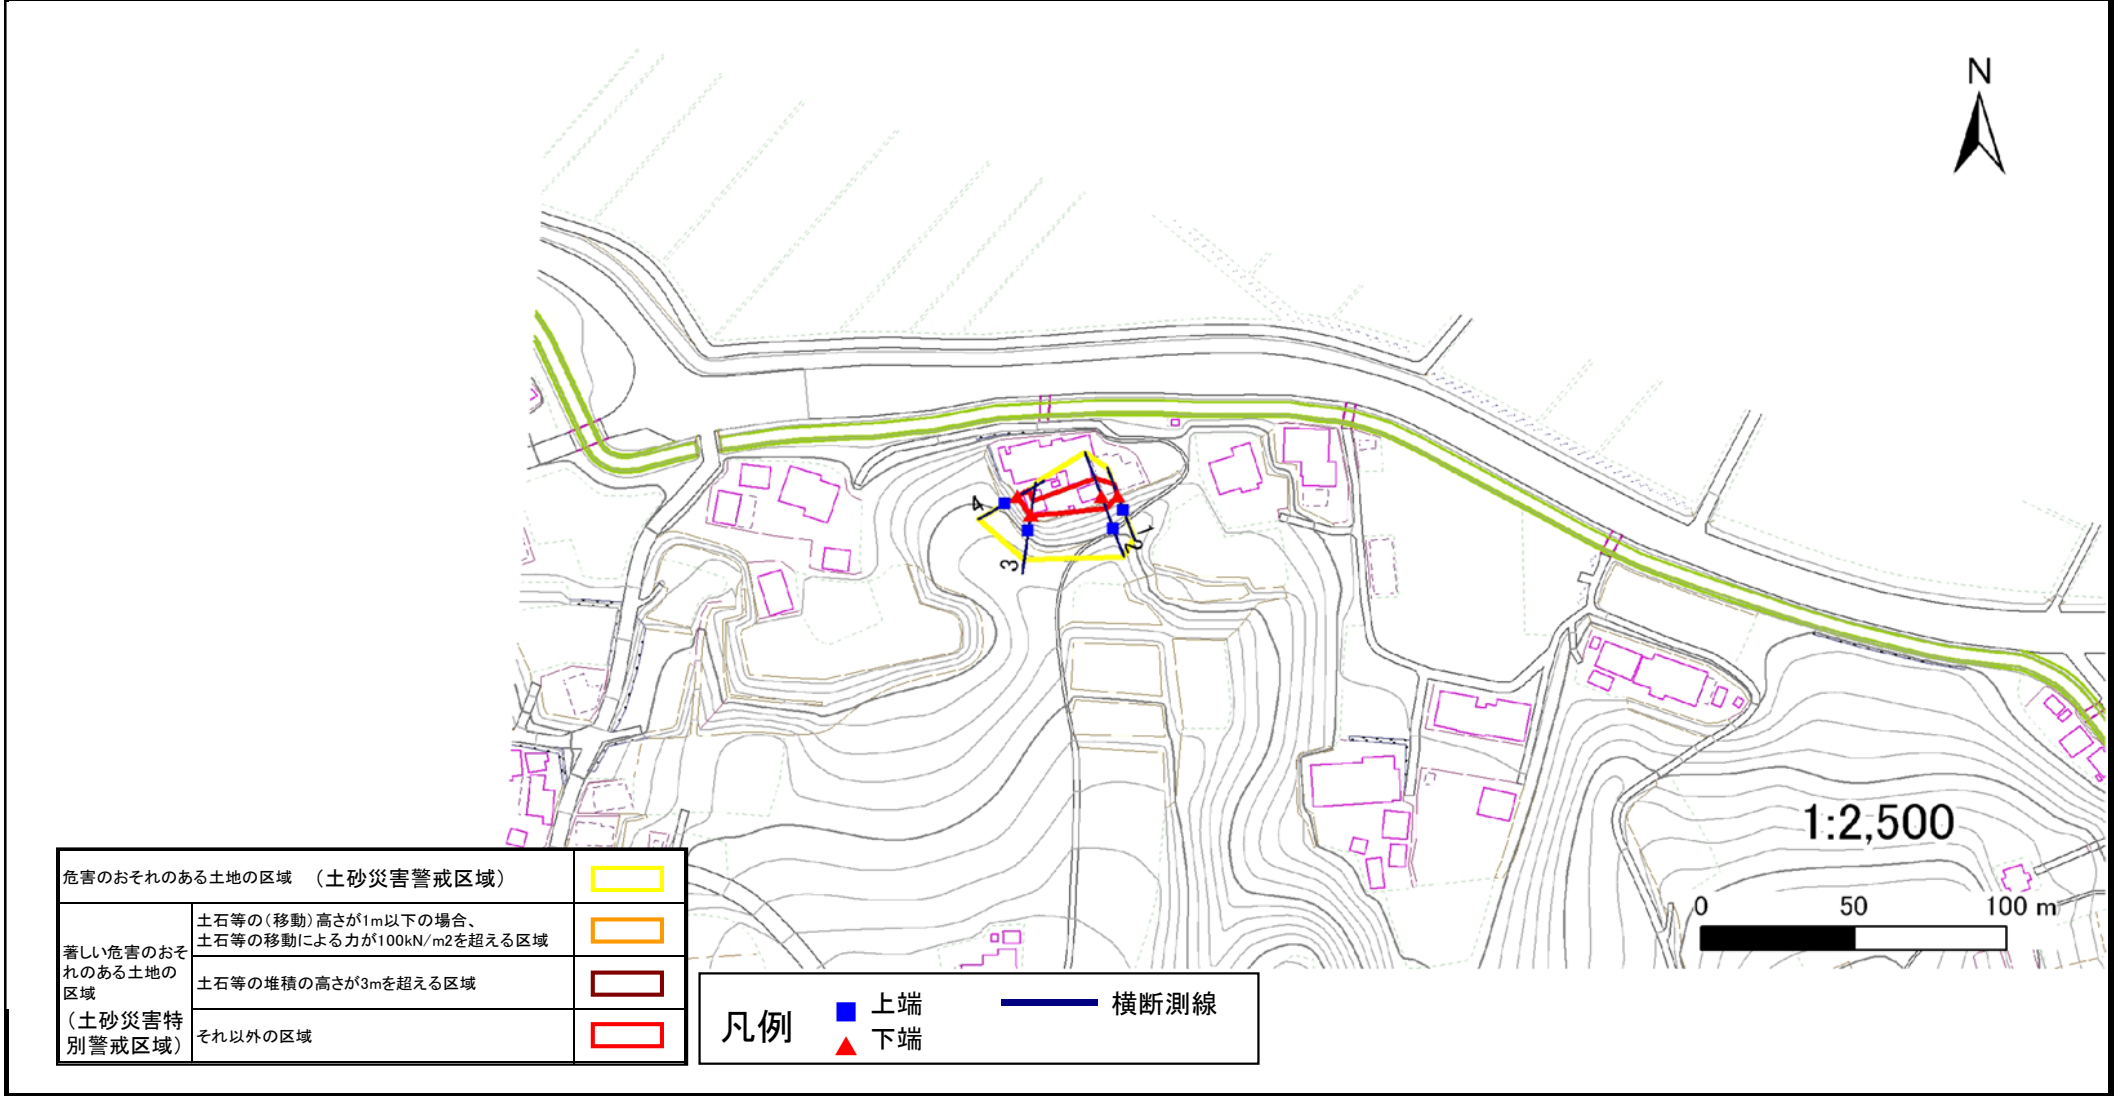 N
4
3
2
1
1:2,500
0 50 100 m
危害のおそれのある土地の区域 (土砂災害警戒区域)
著しい危害のおそ
れのある土地の
区域
(土砂災害特
別警戒区域)
土石等の(移動)高さが1m以下の場合、
土石等の移動による力が100kN/m2を超える区域
土石等の堆積の高さが3mを超える区域
それ以外の区域
凡例
上端
下端
横断測線